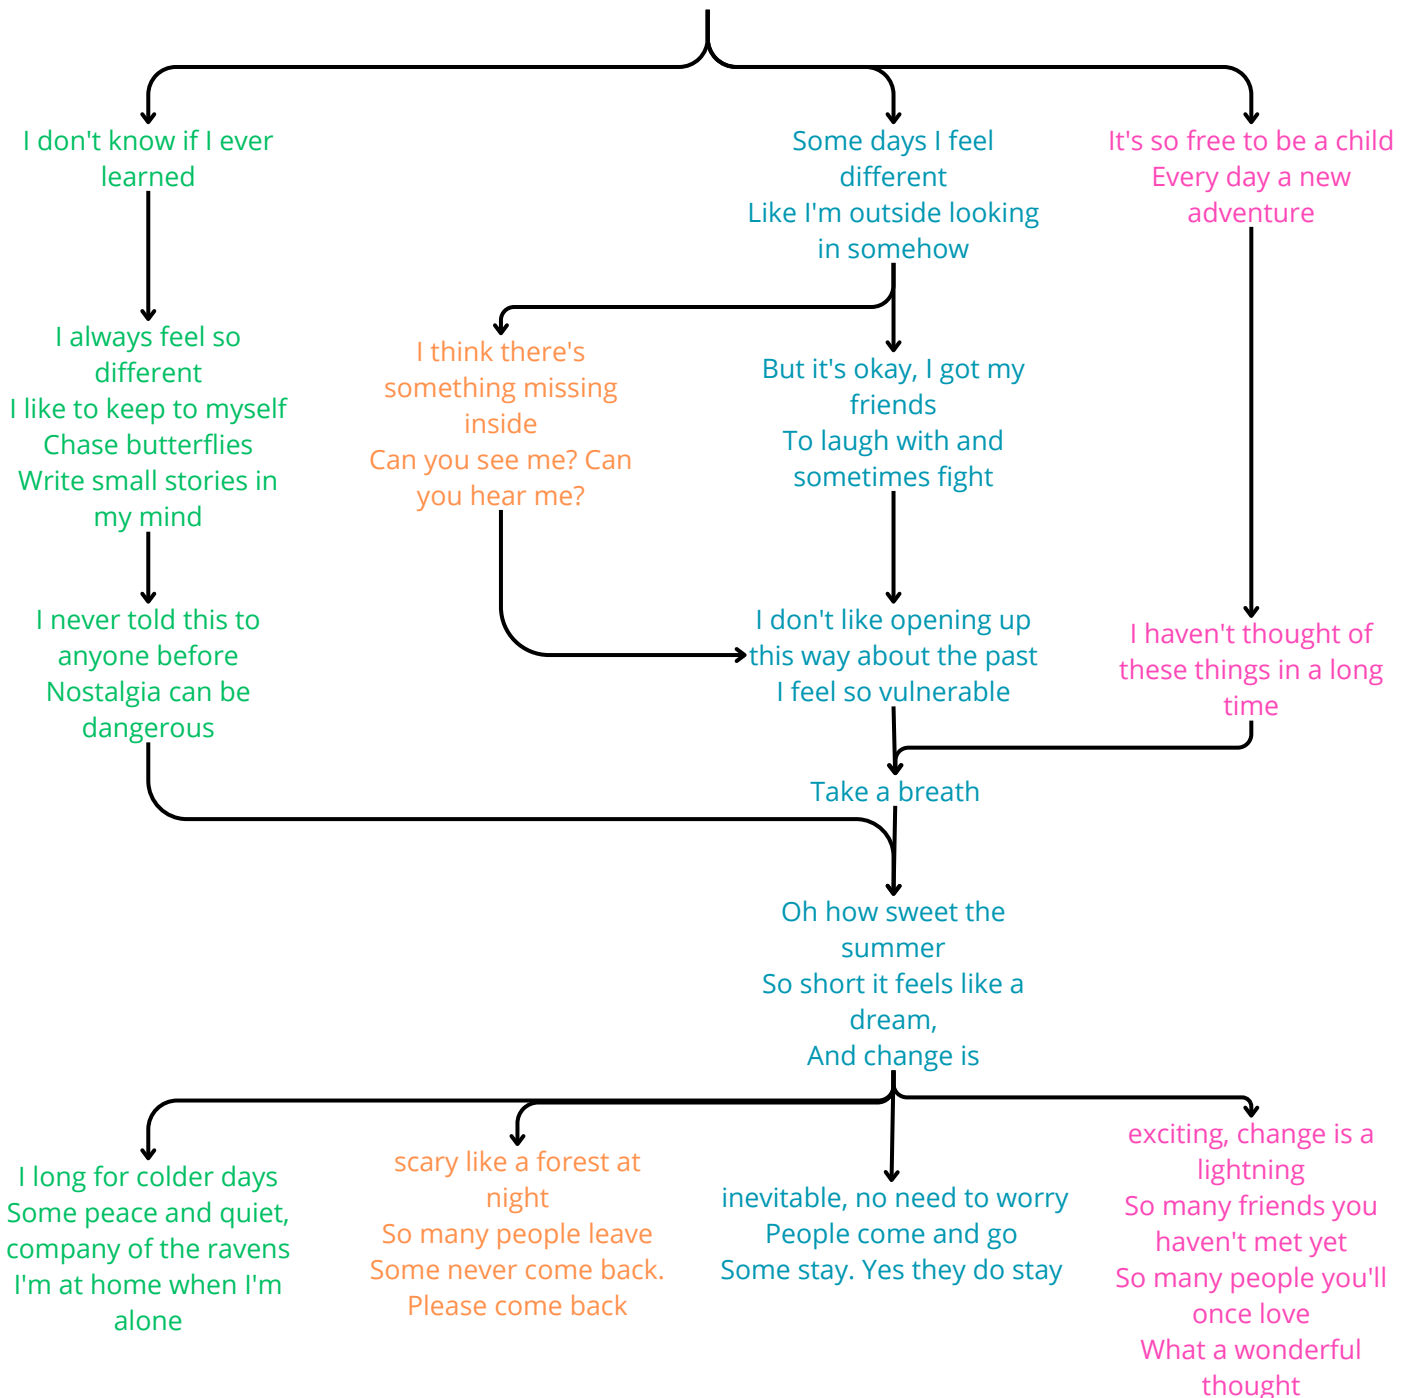 I don't know if I ever
learned
Some days I feel
different
Like I'm outside looking
in somehow
It's so free to be a child
Every day a new
adventure
I always feel so
different
I like to keep to myself
Chase butterflies
Write small stories in
my mind
I think there's
something missing
inside
Can you see me? Can
you hear me?
But it's okay, I got my
friends
To laugh with and
sometimes fight
I never told this to
anyone before
Nostalgia can be
dangerous
I don't like opening up
this way about the past
I feel so vulnerable
I haven't thought of
these things in a long
time
Take a breath
Oh how sweet the
summer
So short it feels like a
dream,
And change is
I long for colder days
Some peace and quiet,
company of the ravens
I'm at home when I'm
alone
scary like a forest at
night
So many people leave
Some never come back.
Please come back
inevitable, no need to worry
People come and go
Some stay. Yes they do stay
exciting, change is a
lightning
So many friends you
haven't met yet
So many people you'll
once love
What a wonderful
thought